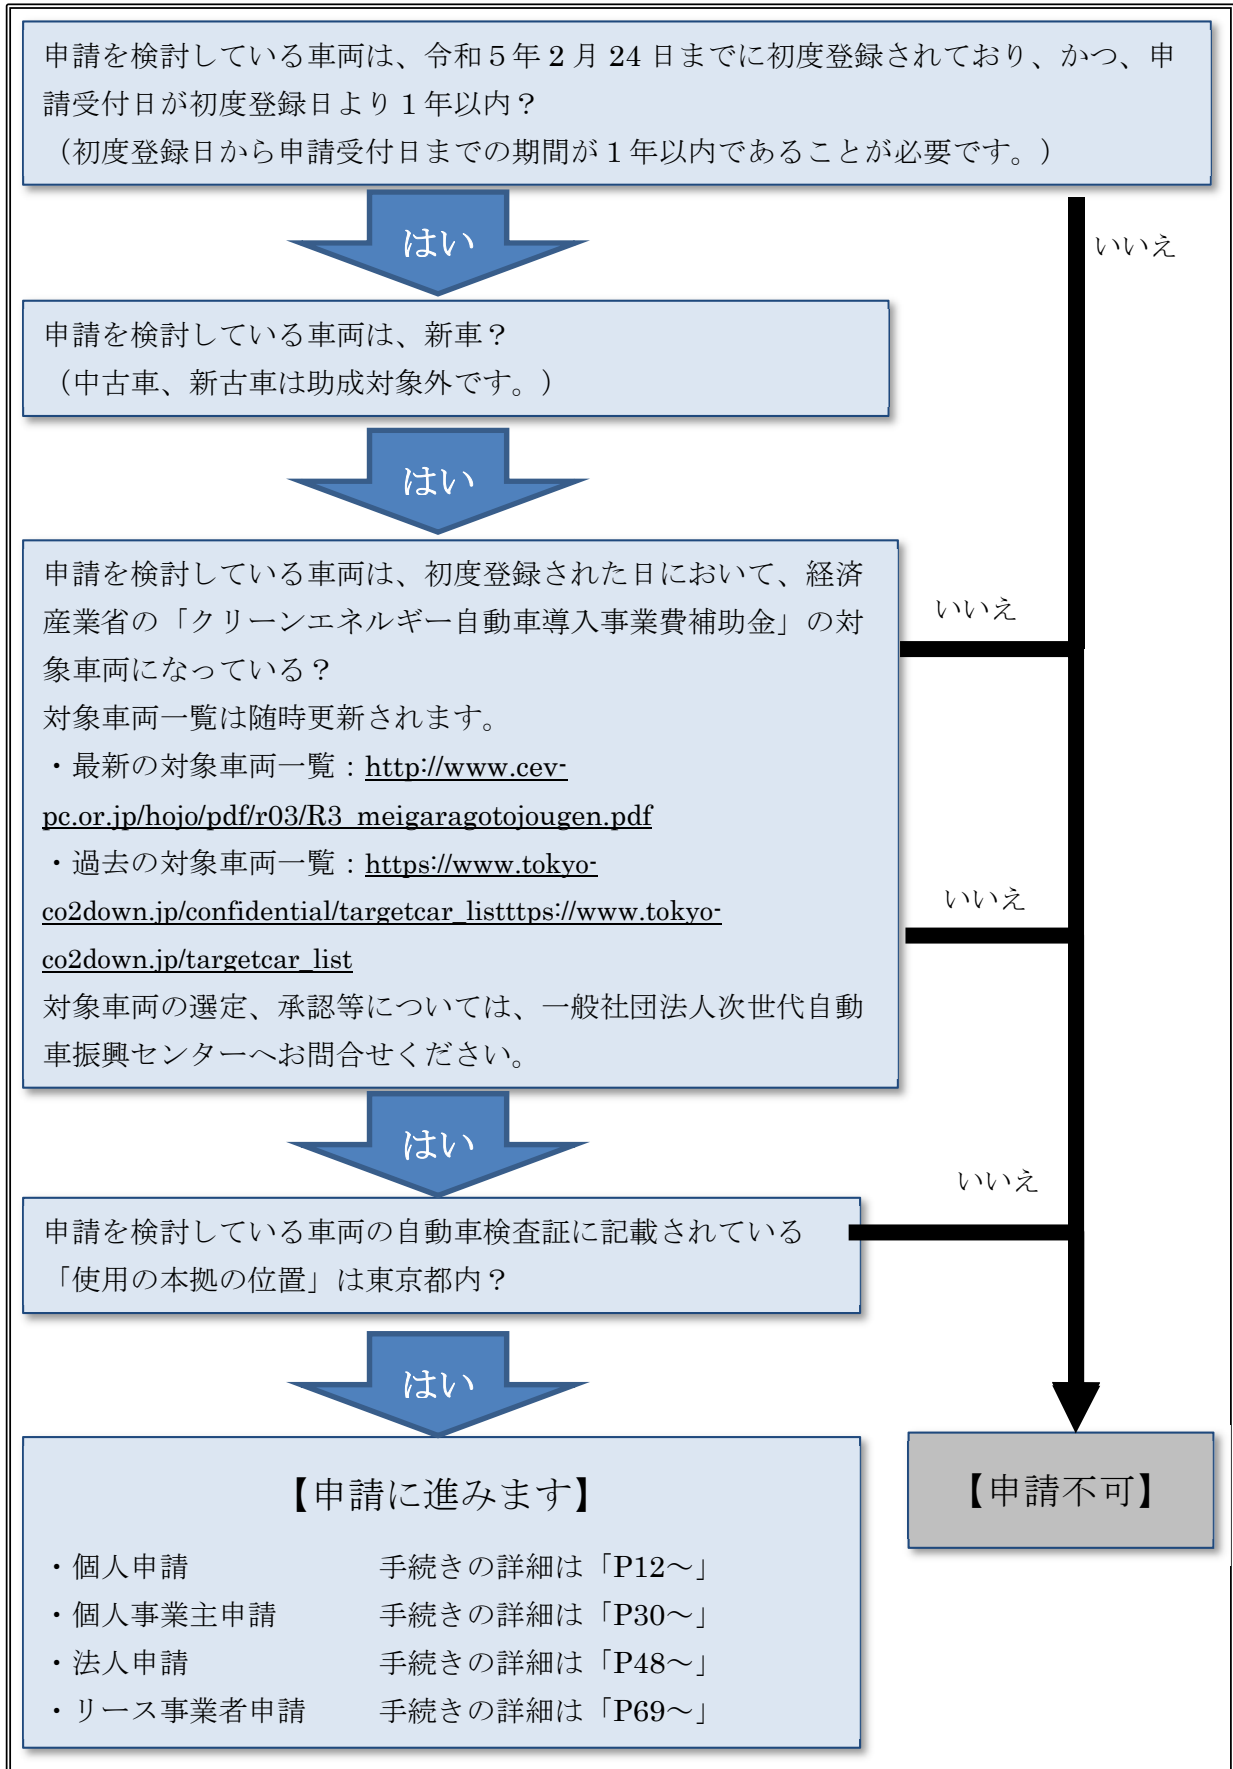 申請を検討している車両は、令和５年 2 月 24 日までに初度登録されており、かつ、申
請受付日が初度登録日より 1 年以内？
（初度登録日から申請受付日までの期間が 1 年以内であることが必要です。）
はい
いいえ
申請を検討している車両は、新車？
（中古車、新古車は助成対象外です。）
はい
申請を検討している車両は、初度登録された日において、経済
産業省の「クリーンエネルギー自動車導入事業費補助金」の対
象車両になっている？
対象車両一覧は随時更新されます。
・最新の対象車両一覧：http://www.cev-
pc.or.jp/hojo/pdf/r03/R3_meigaragotojougen.pdf
・過去の対象車両一覧：https://www.tokyo-
co2down.jp/confidential/targetcar_listttps://www.tokyo-
co2down.jp/targetcar_list
対象車両の選定、承認等については、一般社団法人次世代自動
車振興センターへお問合せください。
いいえ
いいえ
はい
いいえ
申請を検討している車両の自動車検査証に記載されている
「使用の本拠の位置」は東京都内？
はい
【申請に進みます】
・個人申請 手続きの詳細は「P12～」
・個人事業主申請 手続きの詳細は「P30～」
・法人申請 手続きの詳細は「P48～」
・リース事業者申請 手続きの詳細は「P69～」
【申請不可】